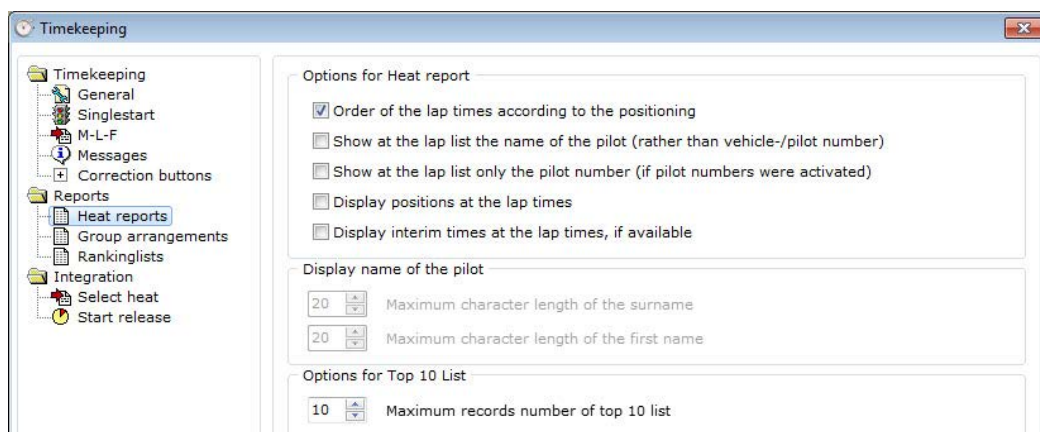 Timekeeping
Timekeeping
General
Singlestart
M-L-F
Messages
Correction buttons
Reports
Heat reports
Group arrangements
Rankinglists
Integration
Select heat
Start release
Options for Heat report
Order of the lap times according to the positioning
Show at the lap list the name of the pilot (rather than vehicle-/pilot number)
Show at the lap list only the pilot number (if pilot numbers were activated)
Display positions at the lap times
Display interim times at the lap times, if available
Display name of the pilot
20 Maximum character length of the surname
20 Maximum character length of the first name
Options for Top 10 List
10 Maximum records number of top 10 list